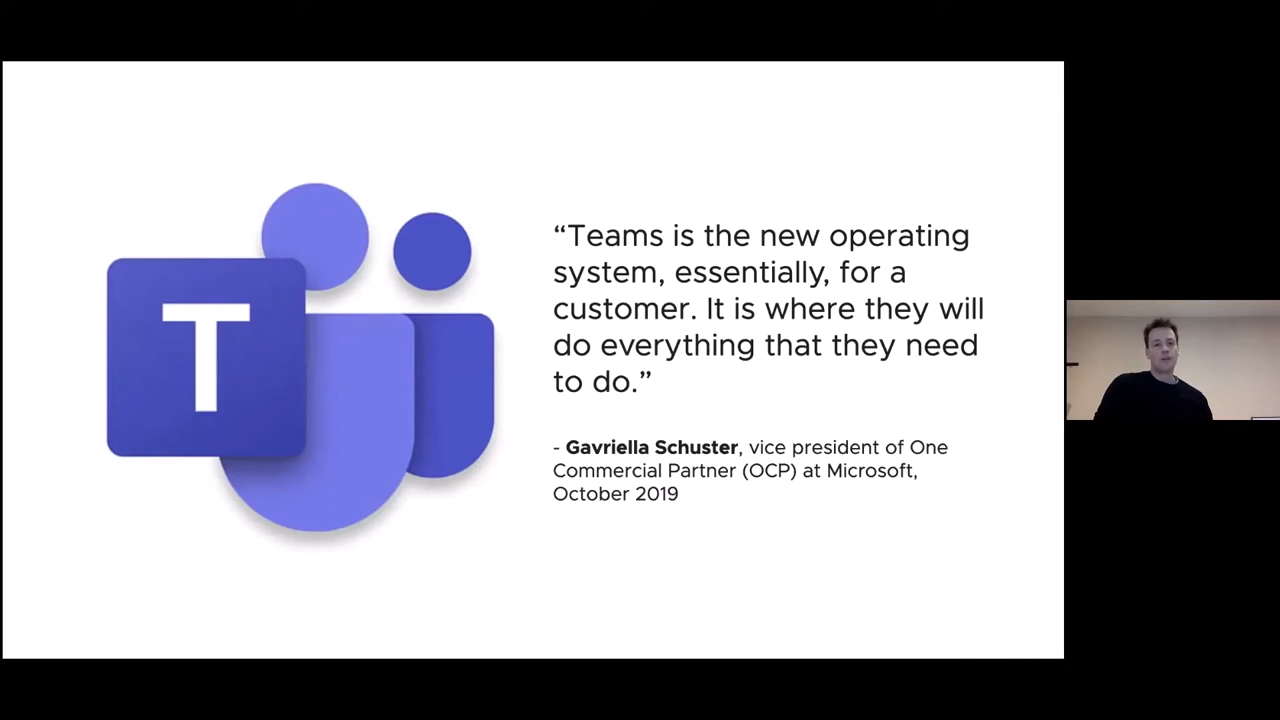 T
“Teams is the new operating
system, essentially, for a
customer. It is where they will
do everything that they need
to do.”
- Gavriella Schuster, vice president of One
Commercial Partner (OCP) at Microsoft,
October 2019